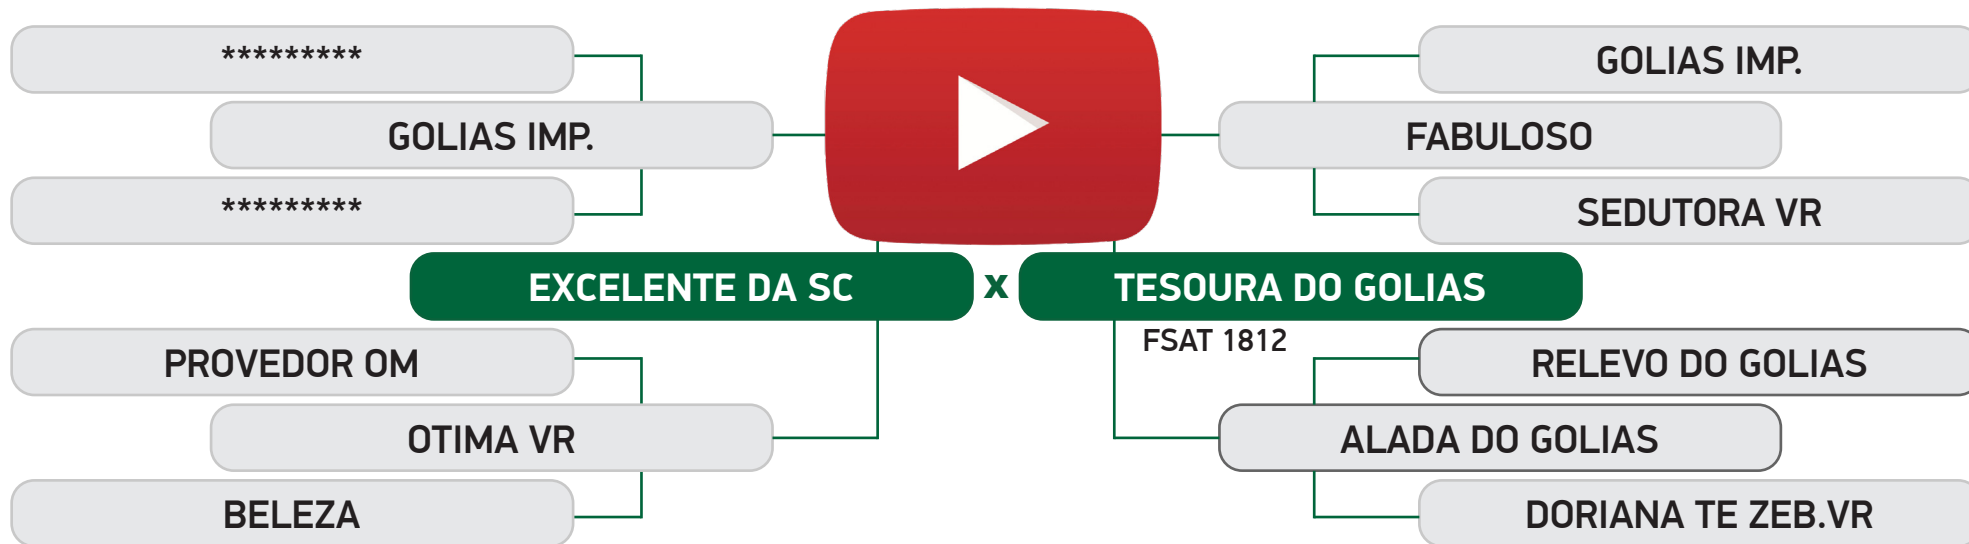 *********
GOLIAS IMP.
*********
GOLIAS IMP.
FABULOSO
SEDUTORA VR
EXCELENTE DA SC x TESOURA DO GOLIAS
FSAT 1812
PROVEDOR OM
OTIMA VR
BELEZA
RELEVO DO GOLIAS
ALADA DO GOLIAS
DORIANA TE ZEB.VR